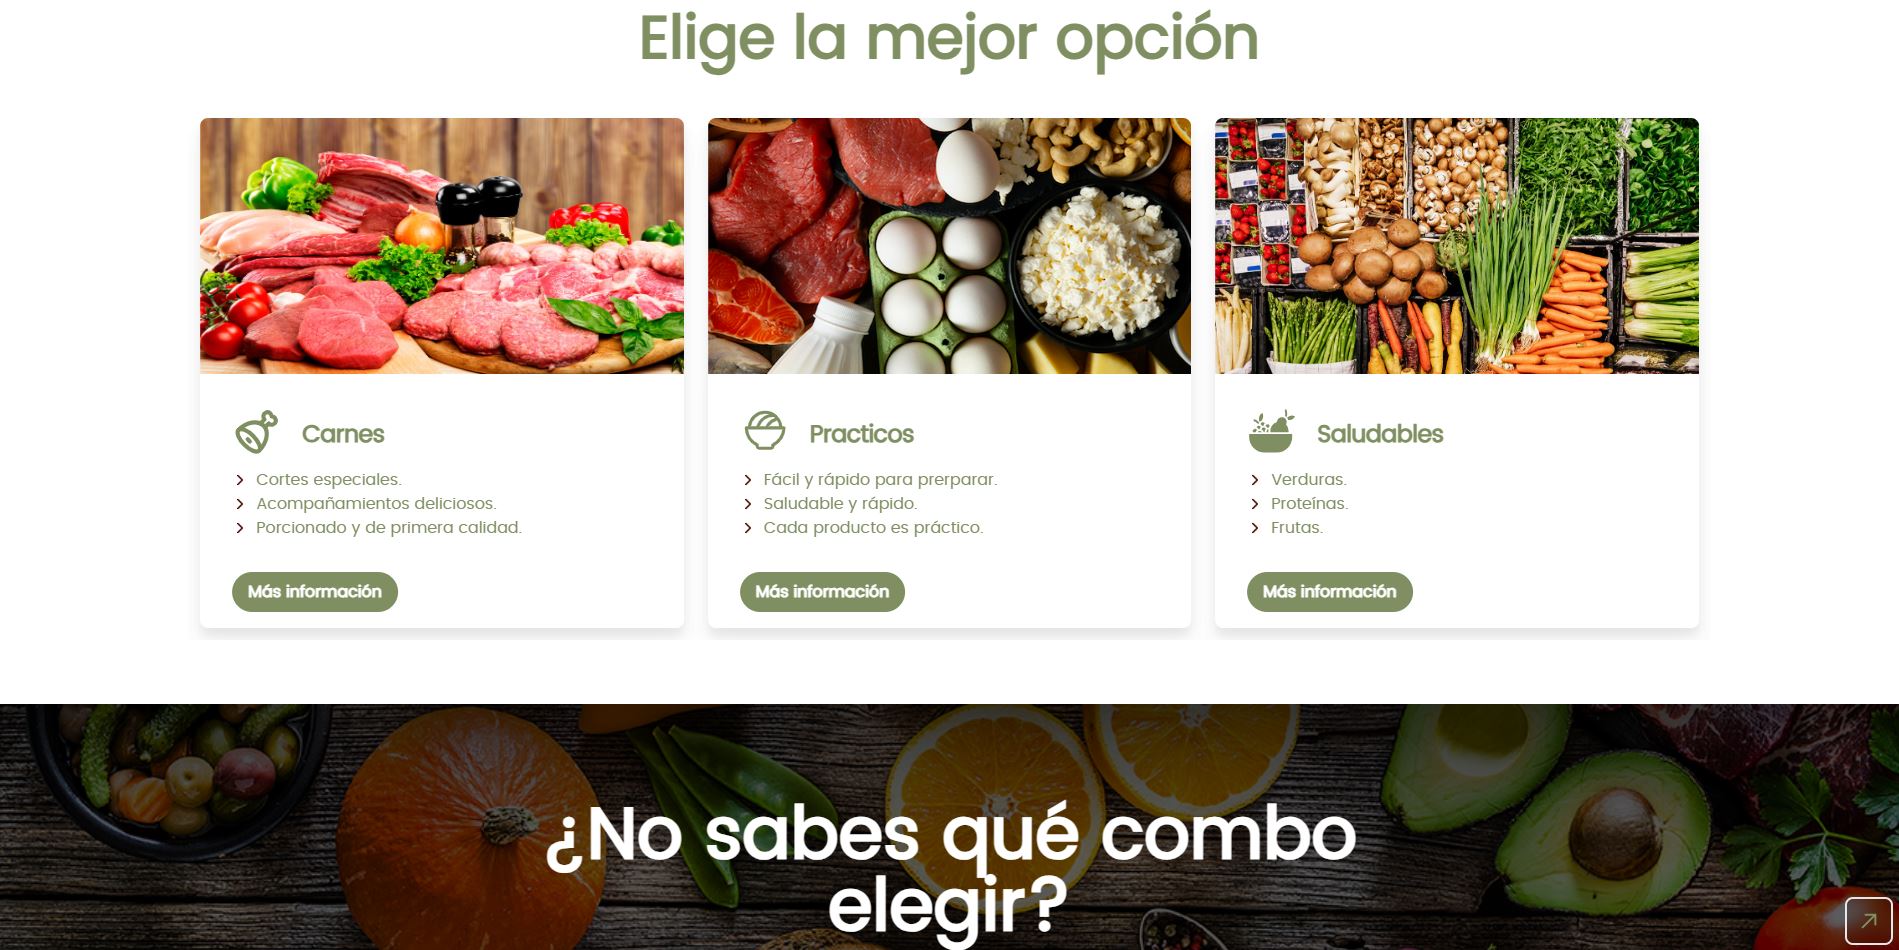 Elige la mejor opción
Carnes
Cortes especiales.
Acompañamientos deliciosos.
Porcionado y de primera calidad.
Más información
Practicos
Fácil y rápido para prerparar.
Saludable y rápido.
Cada producto es práctico.
Más información
Saludables
Verduras.
Proteínas.
Frutas.
Más información
¿No sabes qué combo
elegir?